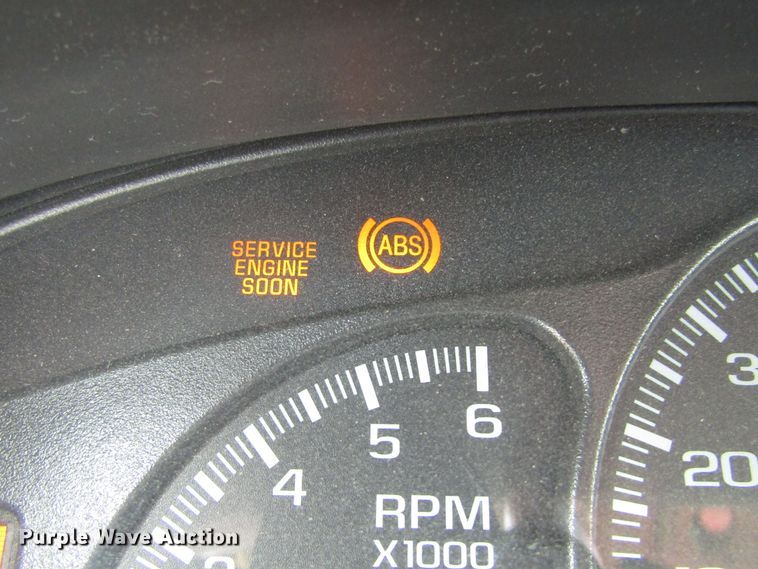 SERVICE
ENGINE
SOON
ABS
6
5
4
RPM
X1000
3
20
Purple Wave Auction